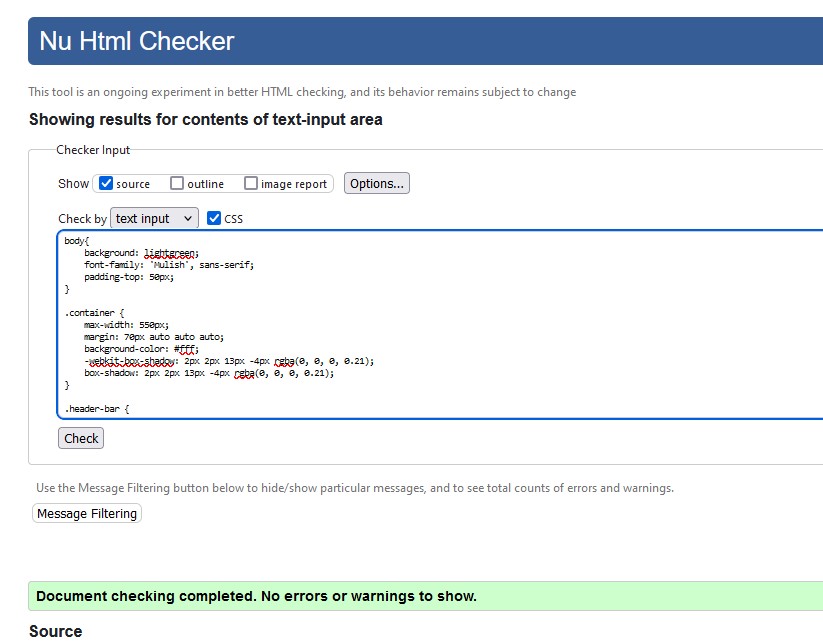 Nu Html Checker
This tool is an ongoing experiment in better HTML checking, and its behavior remains subject to change
Showing results for contents of text-input area
Checker Input
Show source outline image report Options...
Check by text input CSS
body{
background: lightgreen;
font-family: 'Mulish', sans-serif;
padding-top: 50px;
}
.container {
max-width: 550px;
margin: 70px auto auto auto;
background-color: #fff;
-webkit-box-shadow: 2px 2px 13px -4px rgba(0, 0, 0, 0.21);
box-shadow: 2px 2px 13px -4px rgba(0, 0, 0, 0.21);
}
.header-bar {
Check
Use the Message Filtering button below to hide/show particular messages, and to see total counts of errors and warnings.
Message Filtering
Document checking completed. No errors or warnings to show.
Source